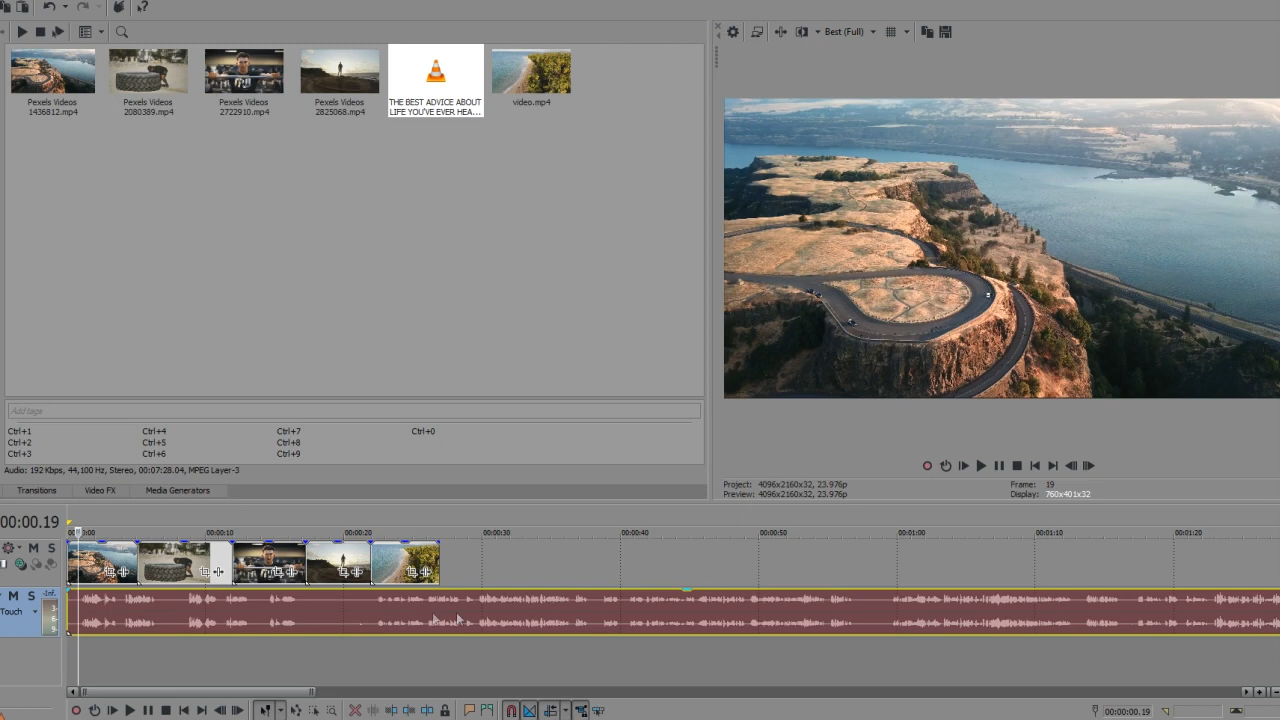 Best (Full)
Pexels Videos
1436812.mp4
Pexels Videos
2080389.mp4
Pexels Videos
2722910.mp4
Pexels Videos
2825068.mp4
THE BEST ADVICE ABOUT
LIFE YOU'VE EVER HEA...
video.mp4
Add tags
Ctrl+1 Ctrl+4 Ctrl+7 Ctrl+0
Ctrl+2 Ctrl+5 Ctrl+8
Ctrl+3 Ctrl+6 Ctrl+9
Audio: 192 Kbps, 44,100 Hz, Stereo, 00:07:28.04, MPEG Layer-3
Transitions Video FX Media Generators
Project: 4096x2160x32, 23.976p Frame: 19
Preview: 4096x2160x32, 23.976p Display: 760x401x32
00:00.19
00:00:10 00:00:20 00:00:30 00:00:40 00:00:50 00:01:00 00:01:10 00:01:20
M S
M S -Inf.
Touch
3
6
9
00:00:00.19